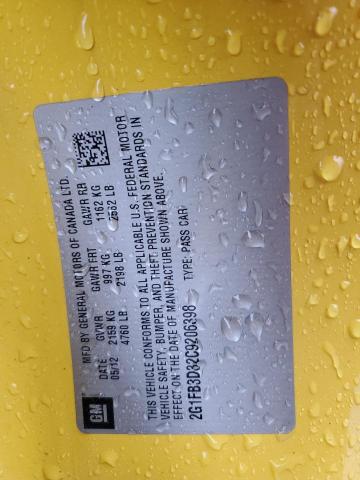 GM
MFD BY GENERAL MOTORS OF CANADA LTD.
DATE GVWR GAWR FRT GAWR RR
05/12 2159 KG 997 KG 1162 KG
4760 LB 2198 LB 2562 LB
THIS VEHICLE CONFORMS TO ALL APPLICABLE U.S. FEDERAL MOTOR
VEHICLE SAFETY, BUMPER, AND THEFT PREVENTION STANDARDS IN
EFFECT ON THE DATE OF MANUFACTURE SHOWN ABOVE.
2G1FB3D32C9206398 TYPE: PASS CAR